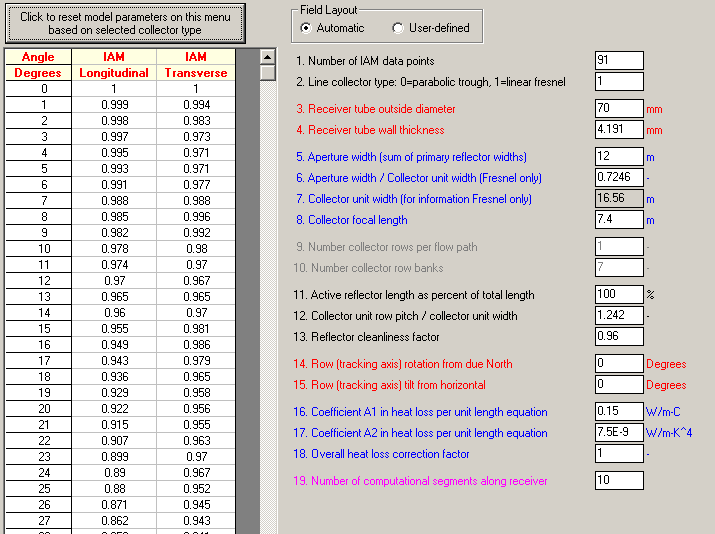 Click to reset model parameters on this menu
based on selected collector type
Angle IAM IAM
Degrees Longitudinal Transverse
0 1 1
1 0.999 0.994
2 0.998 0.983
3 0.997 0.973
4 0.995 0.971
5 0.993 0.971
6 0.991 0.977
7 0.988 0.988
8 0.985 0.996
9 0.982 0.992
10 0.978 0.98
11 0.974 0.97
12 0.97 0.967
13 0.965 0.965
14 0.96 0.97
15 0.955 0.981
16 0.949 0.986
17 0.943 0.979
18 0.936 0.965
19 0.929 0.958
20 0.922 0.956
21 0.915 0.955
22 0.907 0.963
23 0.899 0.97
24 0.89 0.967
25 0.88 0.952
26 0.871 0.945
27 0.862 0.943
Field Layout
Automatic User-defined
1. Number of IAM data points 91
2. Line collector type: 0=parabolic trough, 1=linear fresnel 1
3. Receiver tube outside diameter 70 mm
4. Receiver tube wall thickness 4.191 mm
5. Aperture width (sum of primary reflector widths) 12 m
6. Aperture width / Collector unit width (Fresnel only) 0.7246 -
7. Collector unit width (for information Fresnel only) 16.56 m
8. Collector focal length 7.4 m
9. Number collector rows per flow path 1 -
10. Number collector row banks 7 -
11. Active reflector length as percent of total length 100 %
12. Collector unit row pitch / collector unit width 1.242 -
13. Reflector cleanliness factor 0.96
14. Row (tracking axis) rotation from due North 0 Degrees
15. Row (tracking axis) tilt from horizontal 0 Degrees
16. Coefficient A1 in heat loss per unit length equation 0.15 W/m-C
17. Coefficient A2 in heat loss per unit length equation 7.5E-9 W/m-K^4
18. Overall heat loss correction factor 1 -
19. Number of computational segments along receiver 10